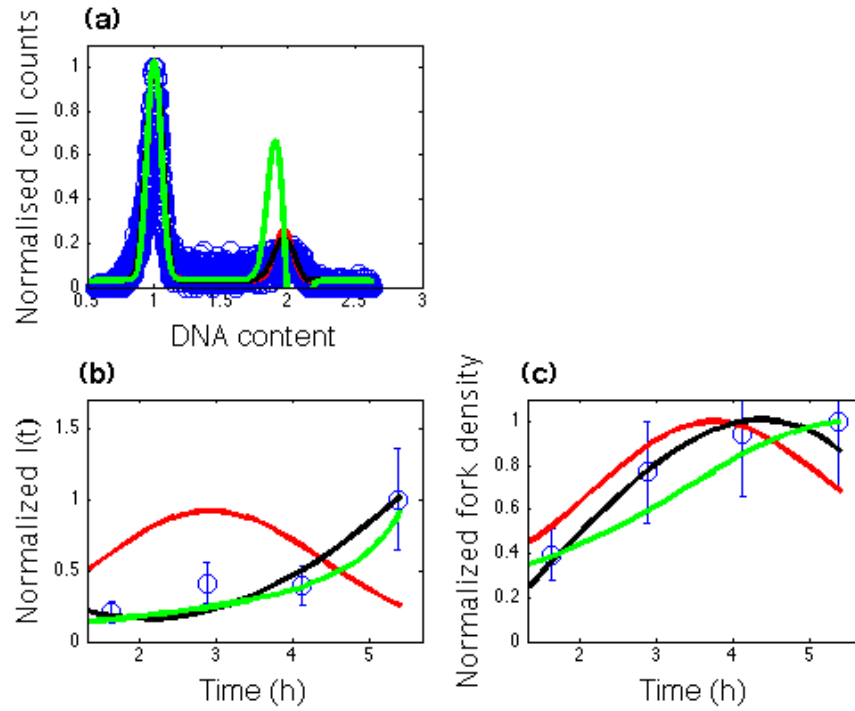 (a)
Normalised cell counts
1
0.8
0.6
0.4
0.2
0
0.5 1 1.5 2 2.5 3
DNA content
(b)
Normalized I(t)
1.5
1
0.5
0
2 3 4 5
Time (h)
(c)
Normalized fork density
1
0.8
0.6
0.4
0.2
0
2 3 4 5
Time (h)